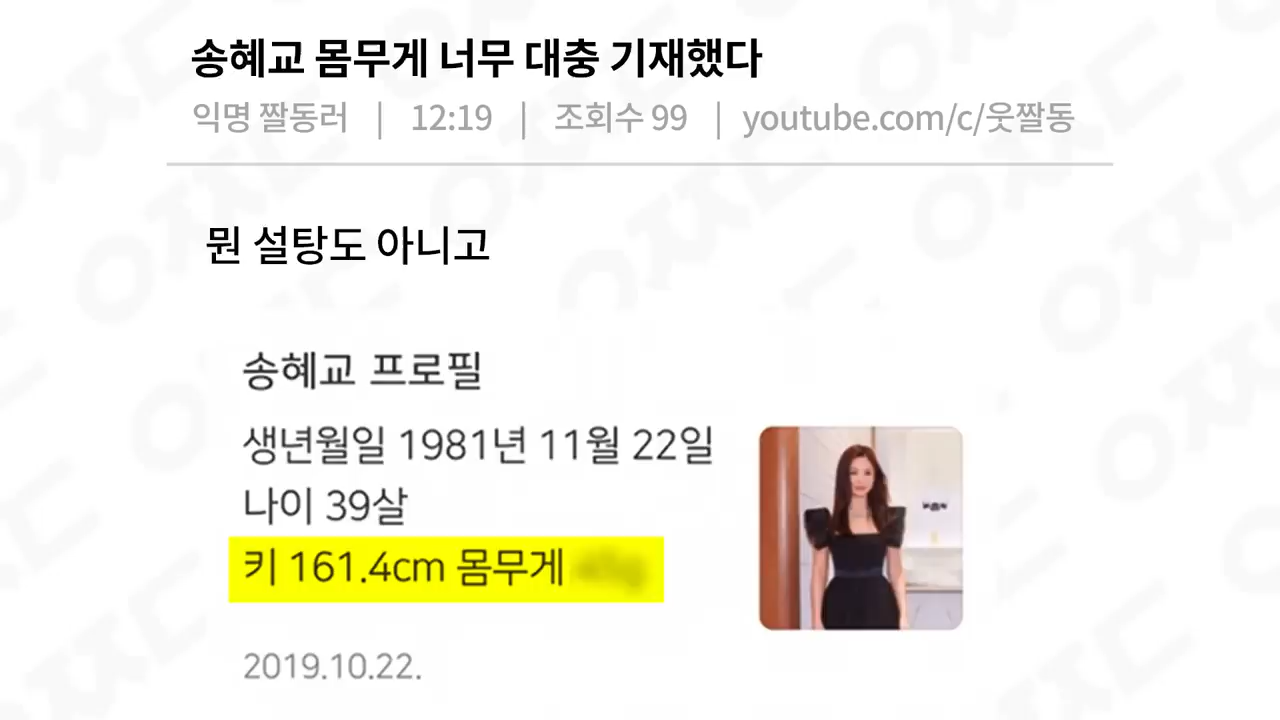 송혜교 몸무게 너무 대충 기재했다
익명 짤동러 | 12:19 | 조회수 99 | youtube.com/c/웃짤동
뭔 설탕도 아니고
송혜교 프로필
생년월일 1981년 11월 22일
나이 39살
키 161.4cm 몸무게
2019.10.22.